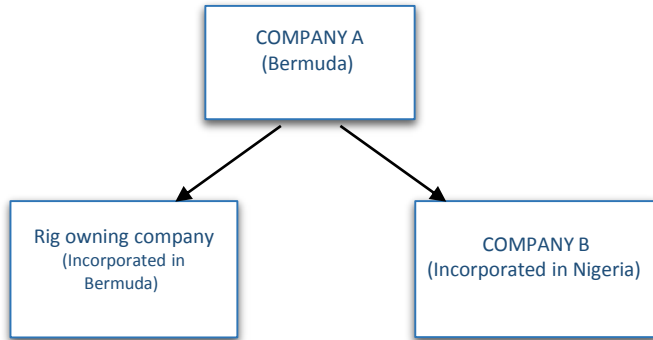 COMPANY A
(Bermuda)
Rig owning company
(Incorporated in
Bermuda)
COMPANY B
(Incorporated in Nigeria)